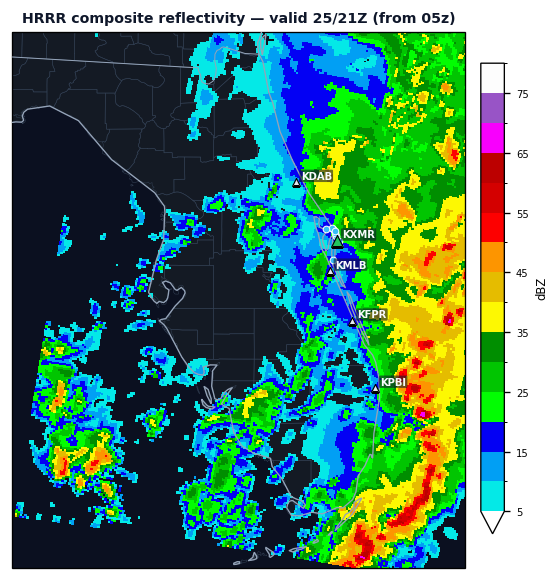 HRRR composite reflectivity — valid 25/21Z (from 05z)
KDAB
KXMR
KMLB
KFPR
KPBI
75
65
55
45
35
25
15
5
dBZ